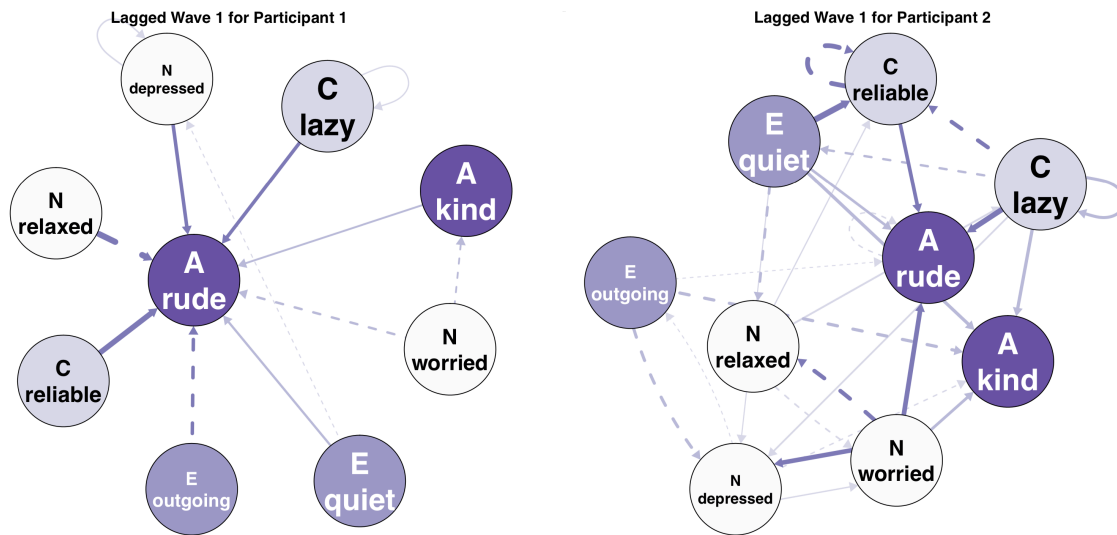 Lagged Wave 1 for Participant 1
N
depressed
C
lazy
A
kind
N
relaxed
A
rude
N
worried
C
reliable
E
outgoing
E
quiet
Lagged Wave 1 for Participant 2
C
reliable
E
quiet
C
lazy
A
rude
E
outgoing
N
relaxed
A
kind
N
worried
N
depressed